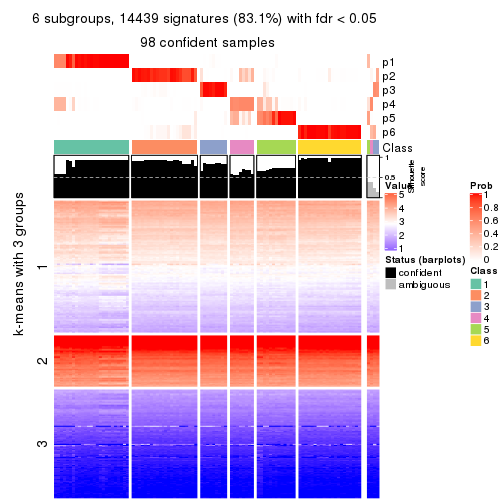 6 subgroups, 14439 signatures (83.1%) with fdr < 0.05
98 confident samples
p1
p2
p3
p4
p5
p6
Class
1
0.5
0
Silhouette
score
k-means with 3 groups
1
2
3
Value
5
4
3
2
1
Status (barplots)
confident
ambiguous
Prob
1
0.8
0.6
0.4
0.2
0
Class
1
2
3
4
5
6